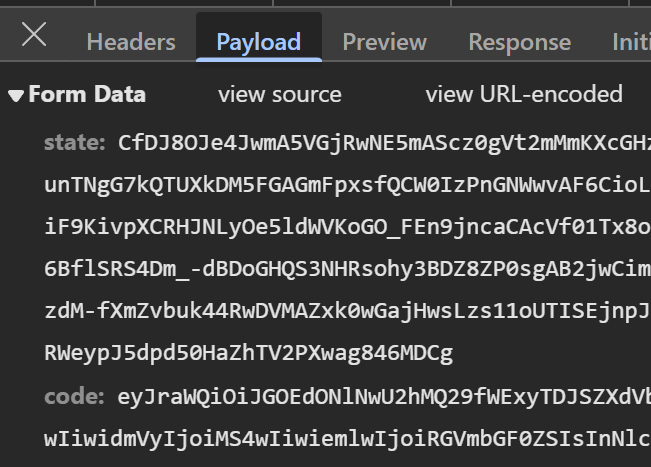 Headers Payload Preview Response Initi
Form Data view source view URL-encoded
state: CfDJ8OJe4JwmA5VGjRwNE5mAScz0gVt2mMmKXcGHz
unTNgG7kQTUXkDM5FGAGmFpxsfQCW0IzPnGNWwvAF6CioL
iF9KivpXCRHJNLyOe5ldWVKoGO_FEn9jncaCAcVf01Tx8o
6BflSRS4Dm_-dBDoGHQS3NHRsohy3BDZ8ZP0sgAB2jwCim
zdM-fXmZvbuk44RwDVMAZxk0wGajHwsLzs11oUTISEjnpJ
RWeypJ5dpd50HaZhTV2PXwag846MDCg
code: eyJraWQiOiJGOEdONlNwU2hMQ29fWExyTDJSZXdVb
wIiwidmVyIjoiMS4wIiwiemlwIjoiRGVmbGF0ZSIsInNlc